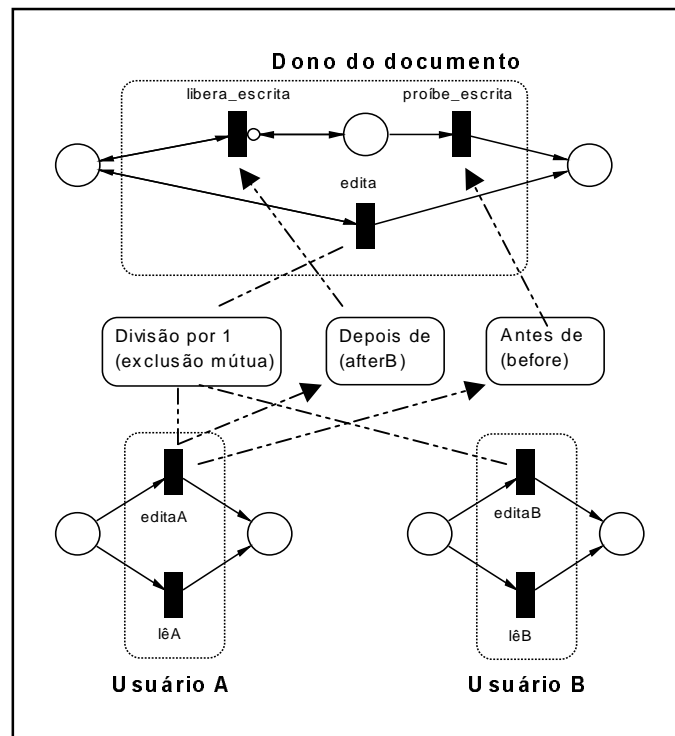 Dono do documento
libera_escrita
proíbe_escrita
edita
Divisão por 1
(exclusão mútua)
Depois de
(afterB)
Antes de
(before)
editaA
editaB
lêA
lêB
Usuário A
Usuário B